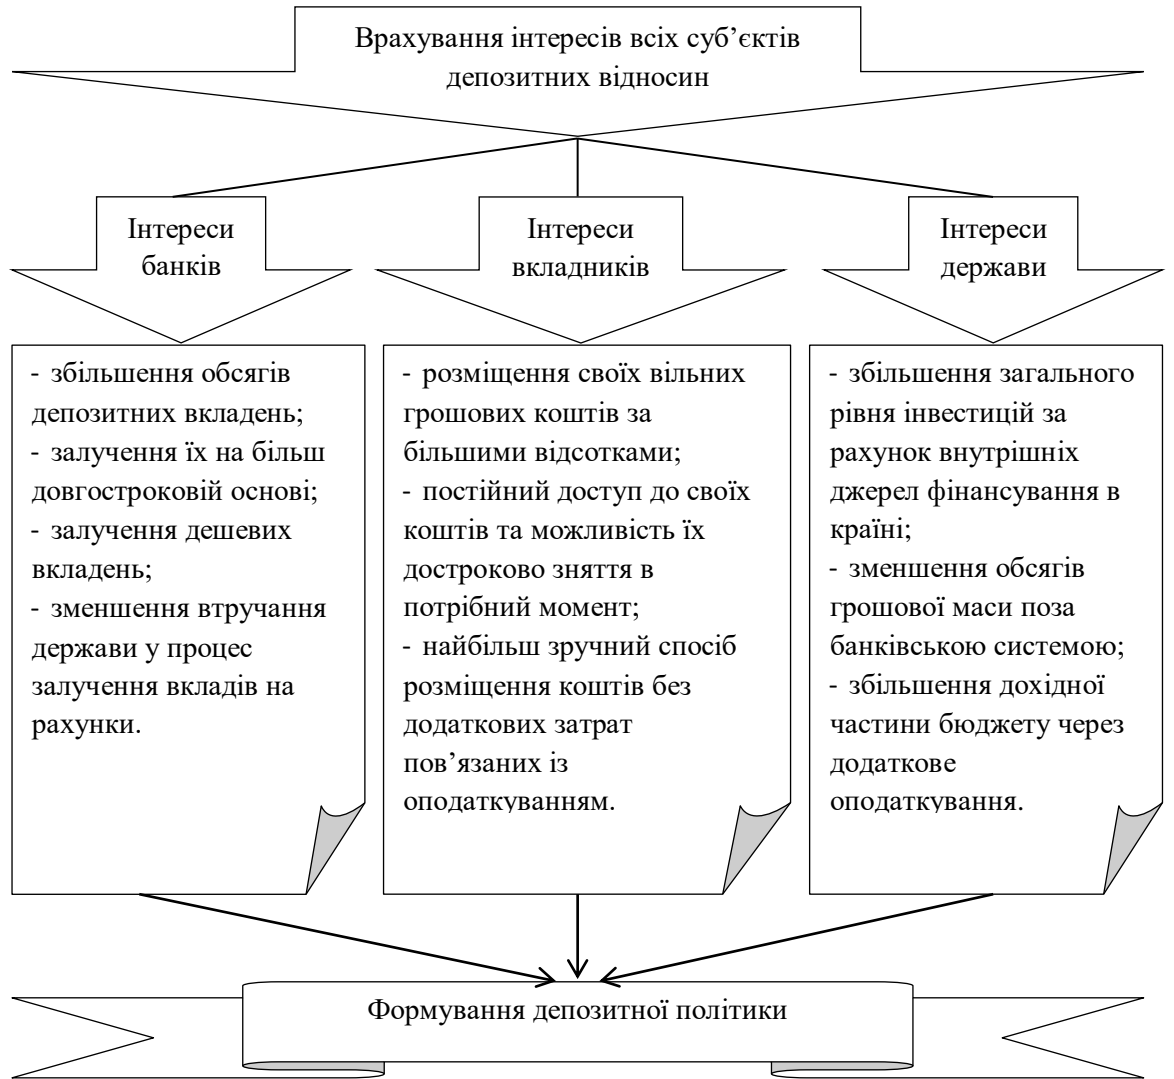 Врахування інтересів всіх суб’єктів
депозитних відносин
Інтереси
банків
Інтереси
вкладників
Інтереси
держави
- збільшення обсягів
депозитних вкладень;
- залучення їх на більш
довгостроковій основі;
- залучення дешевих
вкладень;
- зменшення втручання
держави у процес
залучення вкладів на
рахунки.
- розміщення своїх вільних
грошових коштів за
більшими відсотками;
- постійний доступ до своїх
коштів та можливість їх
достроково зняття в
потрібний момент;
- найбільш зручний спосіб
розміщення коштів без
додаткових затрат
пов’язаних із
оподаткуванням.
- збільшення загального
рівня інвестицій за
рахунок внутрішніх
джерел фінансування в
країні;
- зменшення обсягів
грошової маси поза
банківською системою;
- збільшення дохідної
частини бюджету через
додаткове
оподаткування.
Формування депозитної політики